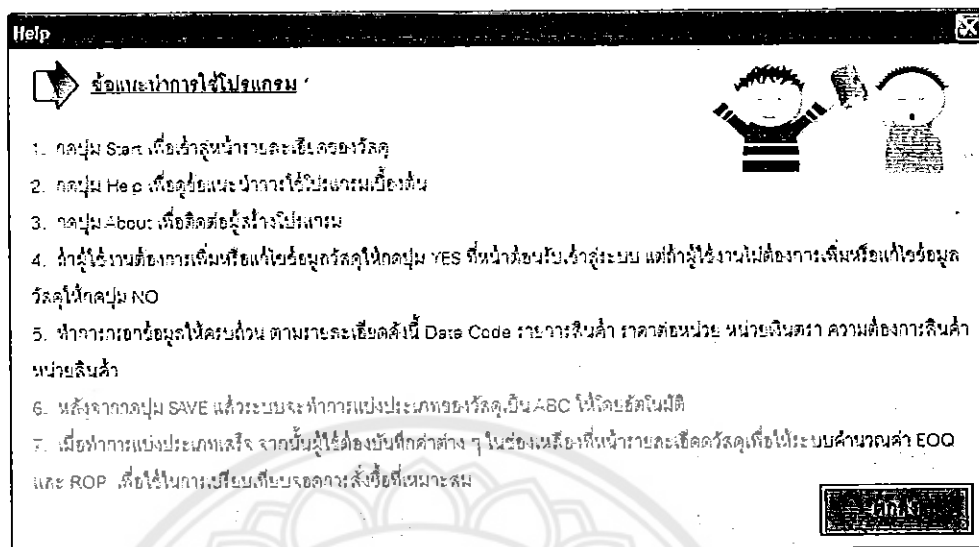 Help
ข้อแนะนำการใช้โปรแกรม
1. กดปุ่ม Start เพื่อเข้าสู่หน้ารายละเอียดของวัสดุ
2. กดปุ่ม Help เพื่อดูข้อแนะนำการใช้โปรแกรมเบื้องต้น
3. กดปุ่ม About เพื่อติดต่อผู้สร้างโปรแกรม
4. ถ้าผู้ใช้งานต้องการเพิ่มหรือแก้ไขข้อมูลวัสดุให้กดปุ่ม YES ที่หน้าต้อนรับเข้าสู่ระบบ แต่ถ้าผู้ใช้งานไม่ต้องการเพิ่มหรือแก้ไขข้อมูล
วัสดุให้กดปุ่ม NO
5. ทำการกรอกข้อมูลให้ครบถ้วน ตามรายละเอียดดังนี้ Date Code รายการสินค้า ราคาต่อหน่วย หน่วยเงินตรา ความต้องการสินค้า
หน่วยสินค้า
6. หลังจากกดปุ่ม SAVE แล้วระบบจะทำการแบ่งประเภทของวัสดุเป็น ABC ให้โดยอัตโนมัติ
7. เมื่อทำการแบ่งประเภทเสร็จ จากนั้นผู้ใช้ต้องบันทึกค่าต่าง ๆ ในช่องเหลืองที่หน้ารายละเอียดวัสดุเพื่อให้ระบบคำนวณค่า EOQ
และ ROP เพื่อใช้ในการเปรียบเทียบจุดการสั่งซื้อที่เหมาะสม
ตกลง